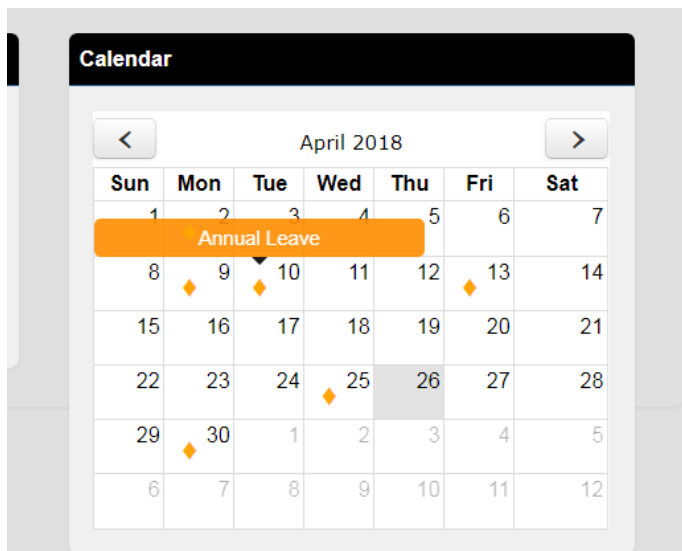 Calendar
April 2018
Sun Mon Tue Wed Thu Fri Sat
1 2 3 4 5 6 7
Annual Leave
8 9 10 11 12 13 14
15 16 17 18 19 20 21
22 23 24 25 26 27 28
29 30 1 2 3 4 5
6 7 8 9 10 11 12